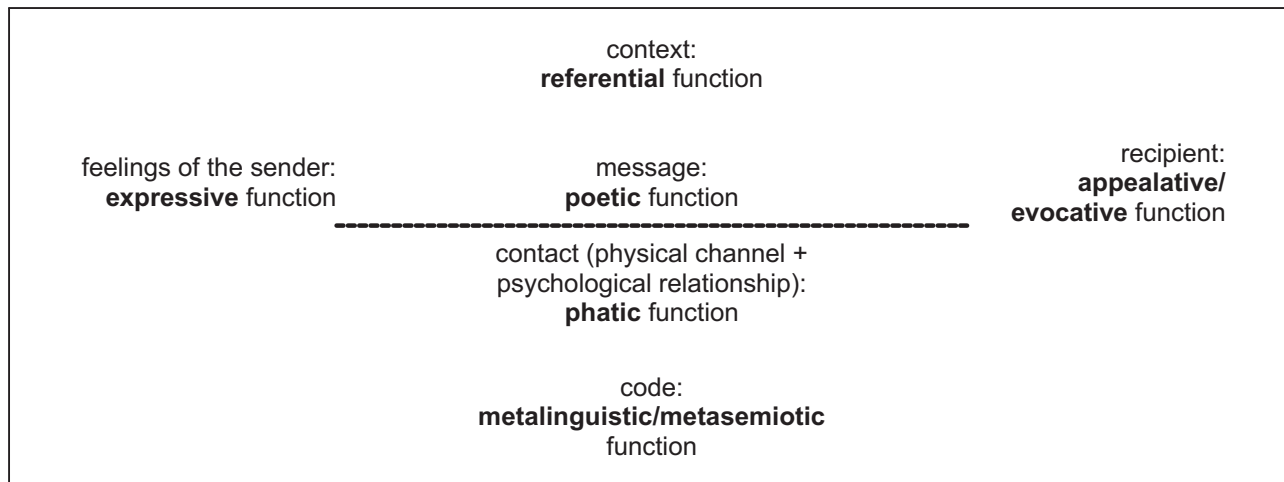 context:
referential function
feelings of the sender:
expressive function
message:
poetic function
recipient:
appealative/
evocative function
contact (physical channel +
psychological relationship):
phatic function
code:
metalinguistic/metasemiotic
function